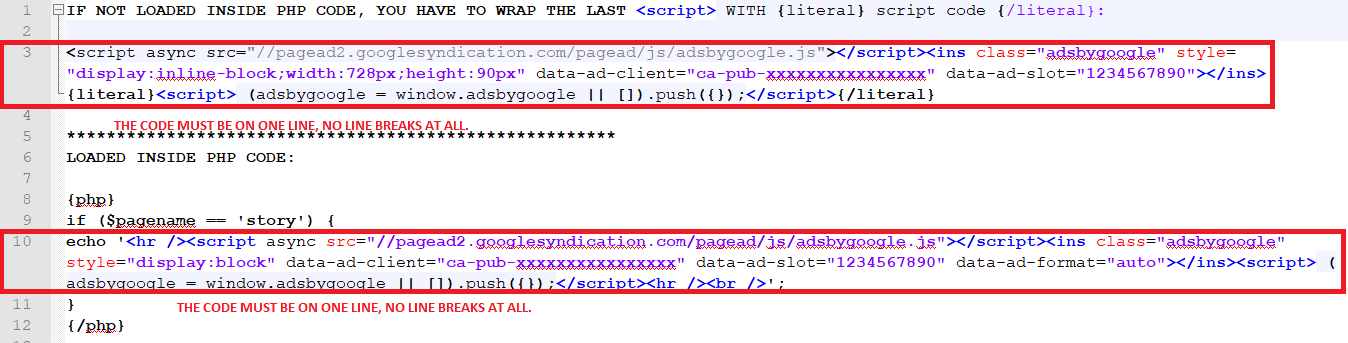 1 IF NOT LOADED INSIDE PHP CODE, YOU HAVE TO WRAP THE LAST <script> WITH {literal} script code {/literal}:
2
3 <script async src="//pagead2.googlesyndication.com/pagead/js/adsbygoogle.js"></script><ins class="adsbygoogle" style=
"display:inline-block;width:728px;height:90px" data-ad-client="ca-pub-xxxxxxxxxxxxxxxx" data-ad-slot="1234567890"></ins>
{literal}<script> (adsbygoogle = window.adsbygoogle || []).push({});</script>{/literal}
4
THE CODE MUST BE ON ONE LINE, NO LINE BREAKS AT ALL.
5 *******************************************************
6 LOADED INSIDE PHP CODE:
7
8 {php}
9 if ($pagename == 'story') {
10 echo '<hr /><script async src="//pagead2.googlesyndication.com/pagead/js/adsbygoogle.js"></script><ins class="adsbygoogle"
style="display:block" data-ad-client="ca-pub-xxxxxxxxxxxxxxxx" data-ad-slot="1234567890" data-ad-format="auto"></ins><script> (
adsbygoogle = window.adsbygoogle || []).push({});</script><hr /><br />';
11 }
THE CODE MUST BE ON ONE LINE, NO LINE BREAKS AT ALL.
12 {/php}